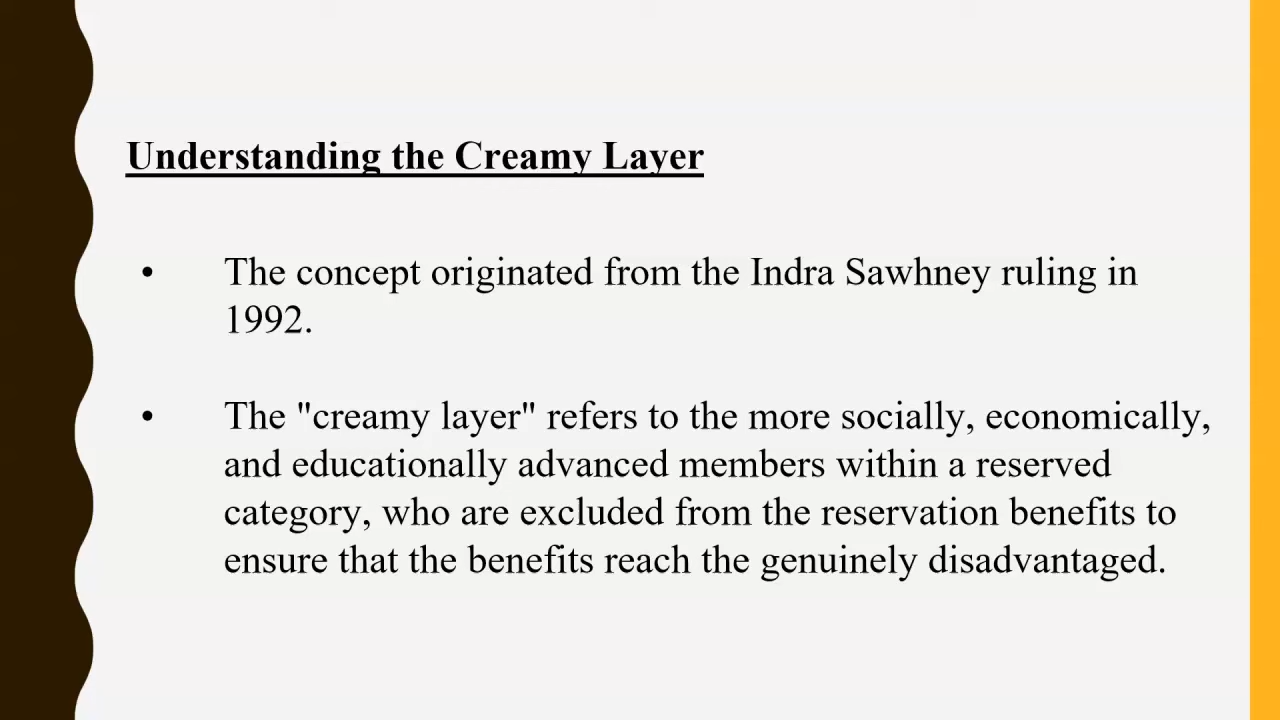 Understanding the Creamy Layer
• The concept originated from the Indra Sawhney ruling in
1992.
• The "creamy layer" refers to the more socially, economically,
and educationally advanced members within a reserved
category, who are excluded from the reservation benefits to
ensure that the benefits reach the genuinely disadvantaged.